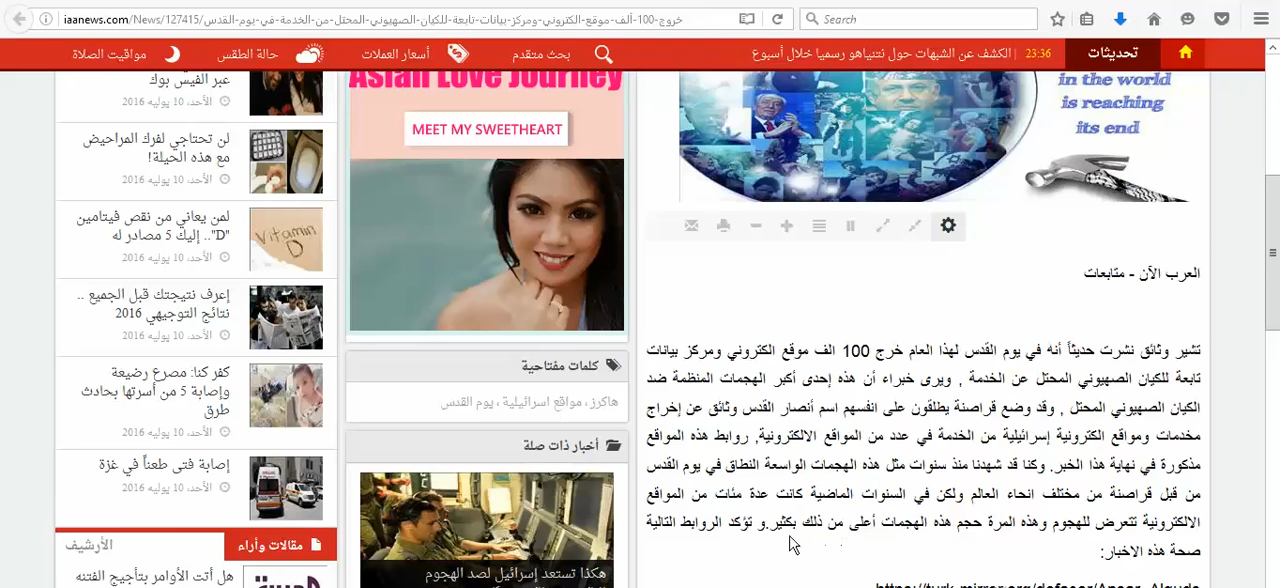 iaanews.com/News/127415/خروج-100-ألف-موقع-الكتروني-ومركز-بيانات-تابعة-للكيان-الصهيوني-المحتل-من-الخدمة-في-يوم-القدس
Search
تحديثات
23:36 | الكشف عن الشبهات حول نتنياهو رسميا خلال أسبوع
بحث متقدم
أسعار العملات
حالة الطقس
مواقيت الصلاة
in the world
is reaching
its end
العرب الآن - متابعات
تشير وثائق نشرت حديثاً أنه في يوم القدس لهذا العام خرج 100 الف موقع الكتروني ومركز بيانات
تابعة للكيان الصهيوني المحتل عن الخدمة , ويرى خبراء أن هذه إحدى أكبر الهجمات المنظمة ضد
الكيان الصهيوني المحتل , وقد وضع قراصنة يطلقون على انفسهم اسم أنصار القدس وثائق عن إخراج
مخدمات ومواقع الكترونية إسرائيلية من الخدمة في عدد من المواقع الالكترونية, روابط هذه المواقع
مذكورة في نهاية هذا الخبر. وكنا قد شهدنا منذ سنوات مثل هذه الهجمات الواسعة النطاق في يوم القدس
من قبل قراصنة من مختلف انحاء العالم ولكن في السنوات الماضية كانت عدة مئات من المواقع
الالكترونية تتعرض للهجوم وهذه المرة حجم هذه الهجمات أعلى من ذلك بكثير.و تؤكد الروابط التالية
صحة هذه الاخبار:
Asian Love Journey
MEET MY SWEETHEART
كلمات مفتاحية
هاكرز ، مواقع اسرائيلية ، يوم القدس
أخبار ذات صلة
هكذا تستعد إسرائيل لصد الهجوم
عبر الفيس بوك
الأحد، 10 يوليه 2016
لن تحتاجي لفرك المراحيض
مع هذه الحيلة!
الأحد، 10 يوليه 2016
لمن يعاني من نقص فيتامين
"D".. إليك 5 مصادر له
الأحد، 10 يوليه 2016
Vitamin
D
إعرف نتيجتك قبل الجميع ..
نتائج التوجيهي 2016
الأحد، 10 يوليه 2016
كفر كنا: مصرع رضيعة
وإصابة 5 من أسرتها بحادث
طرق
الأحد، 10 يوليه 2016
إصابة فتى طعناً في غزة
الأحد، 10 يوليه 2016
مقالات وأراء
الأرشيف
هل أتت الأوامر بتأجيج الفتنه